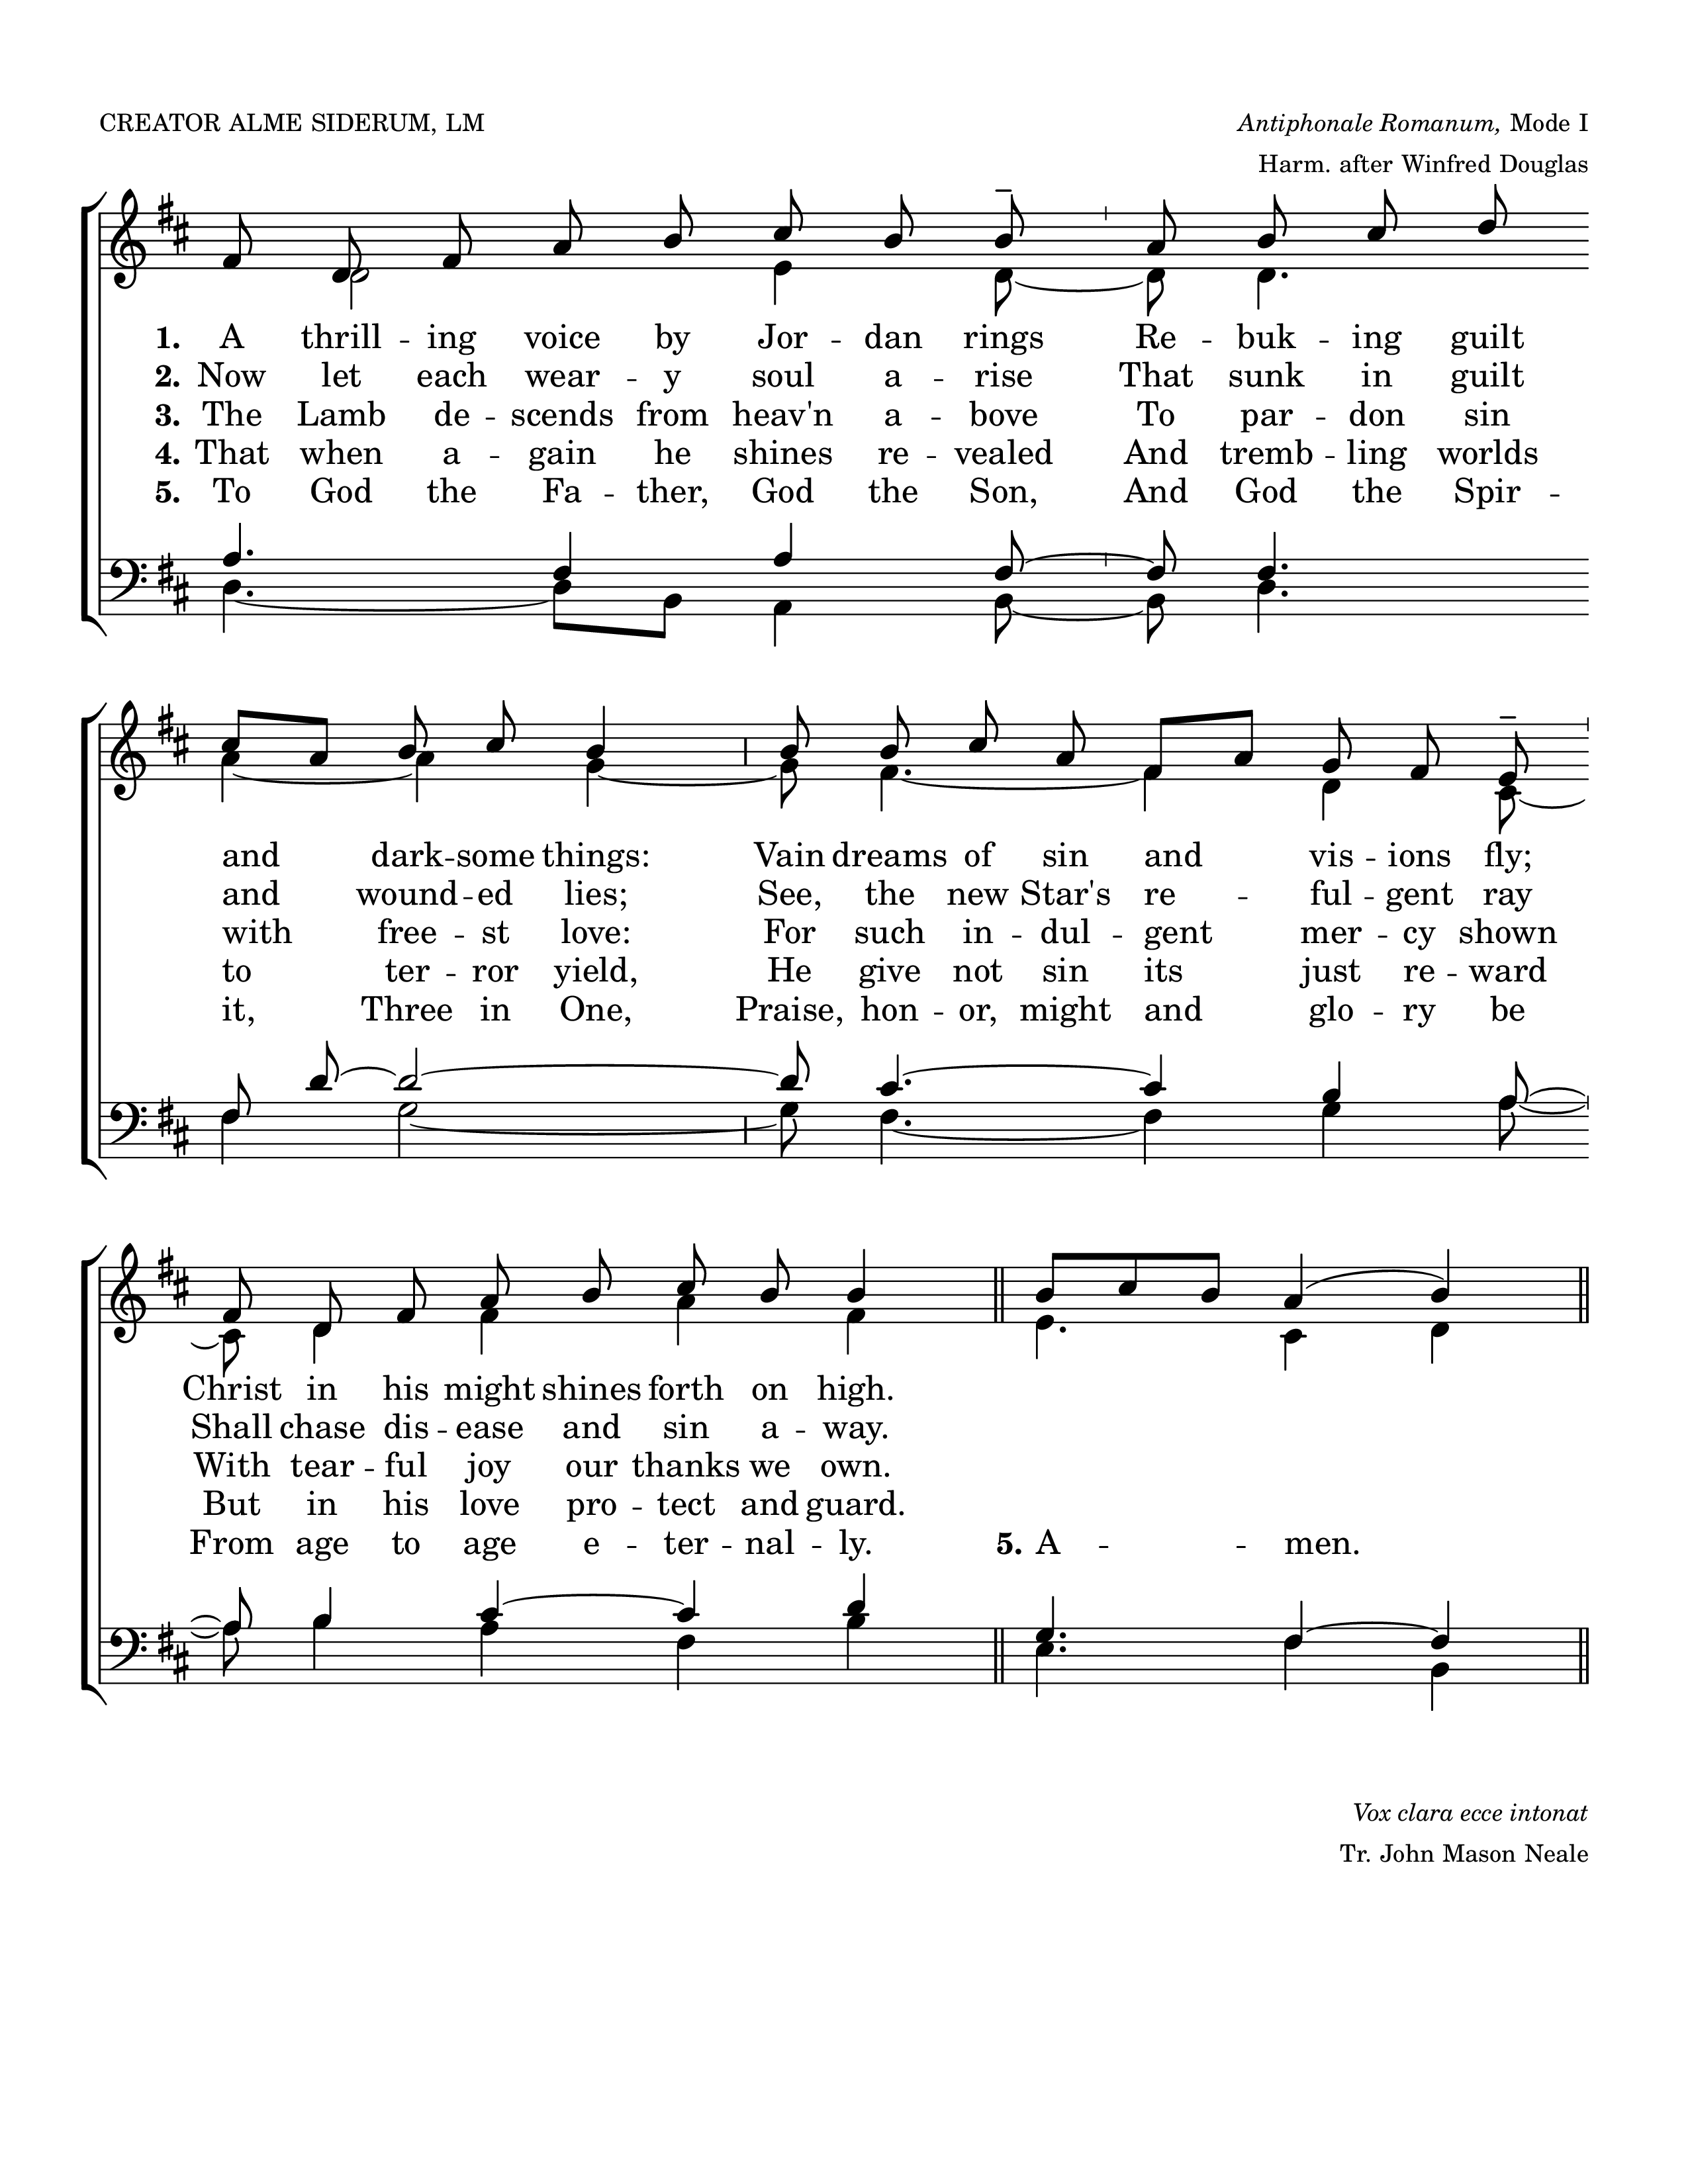 CREATOR ALME SIDERUM, LM
Antiphonale Romanum, Mode I
Harm. after Winfred Douglas
1. A thrill - ing voice by Jor - dan rings Re - buk - ing guilt
2. Now let each wear - y soul a - rise That sunk in guilt
3. The Lamb de - scends from heav'n a - bove To par - don sin
4. That when a - gain he shines re - vealed And tremb - ling worlds
5. To God the Fa - ther, God the Son, And God the Spir -
and dark - some things: Vain dreams of sin and vis - ions fly;
and wound - ed lies; See, the new Star's re - ful - gent ray
with free - st love: For such in - dul - gent mer - cy shown
to ter - ror yield, He give not sin its just re - ward
it, Three in One, Praise, hon - or, might and glo - ry be
Christ in his might shines forth on high.
Shall chase dis - ease and sin a - way.
With tear - ful joy our thanks we own.
But in his love pro - tect and guard.
From age to age e - ter - nal - ly. 5. A - - men.
Vox clara ecce intonat
Tr. John Mason Neale